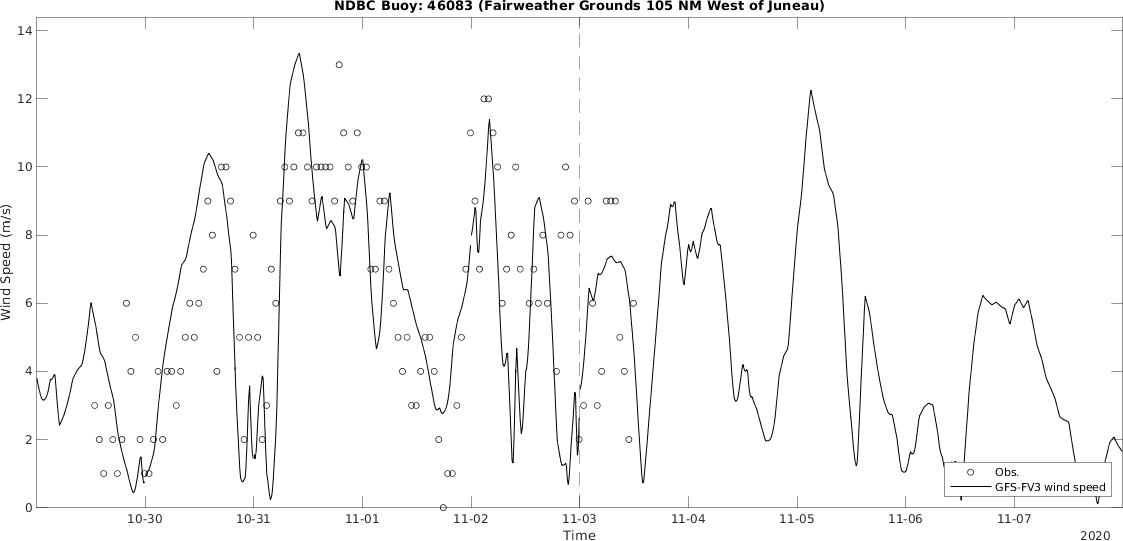 NDBC Buoy: 46083 (Fairweather Grounds 105 NM West of Juneau)
Wind Speed (m/s)
14
12
10
8
6
4
2
0
Obs.
GFS-FV3 wind speed
10-30 10-31 11-01 11-02 11-03 11-04 11-05 11-06 11-07
Time
2020